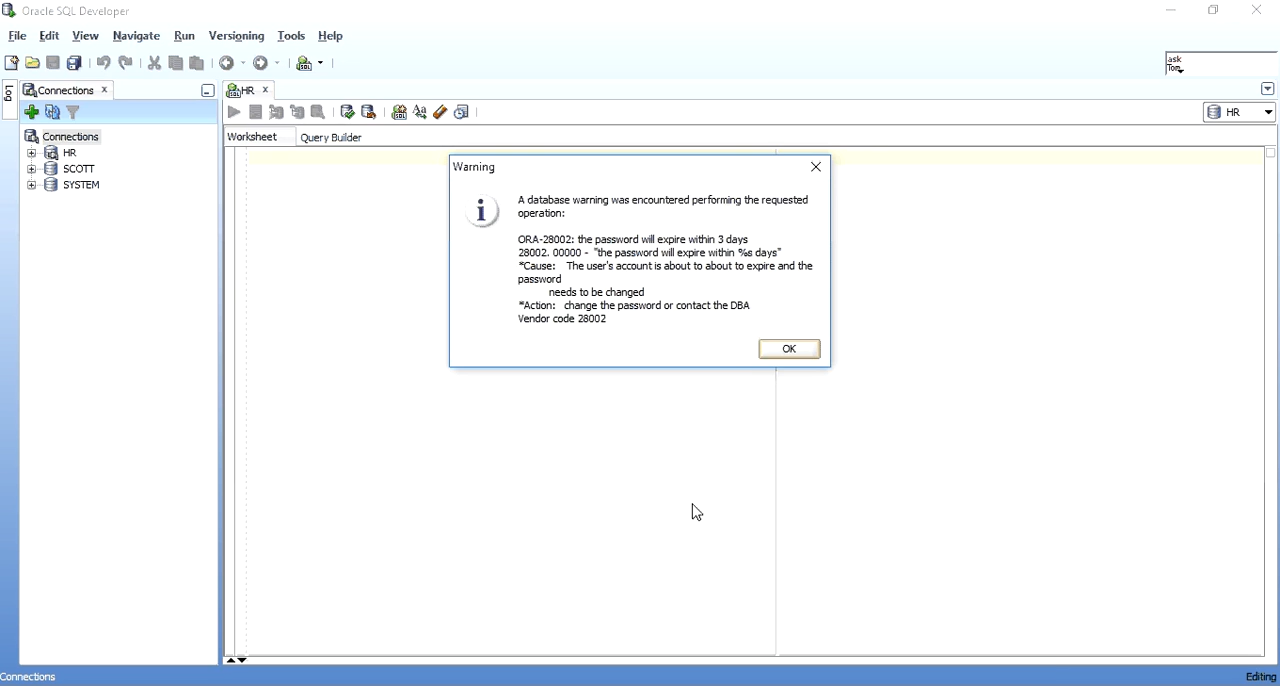 Oracle SQL Developer
File Edit View Navigate Run Versioning Tools Help
ask
Tom
Log
Connections
HR
HR
Connections
Worksheet Query Builder
HR
SCOTT
SYSTEM
Warning
A database warning was encountered performing the requested
operation:
ORA-28002: the password will expire within 3 days
28002. 00000 - "the password will expire within %s days"
*Cause: The user's account is about to about to expire and the
password
needs to be changed
*Action: change the password or contact the DBA
Vendor code 28002
OK
Connections Editing